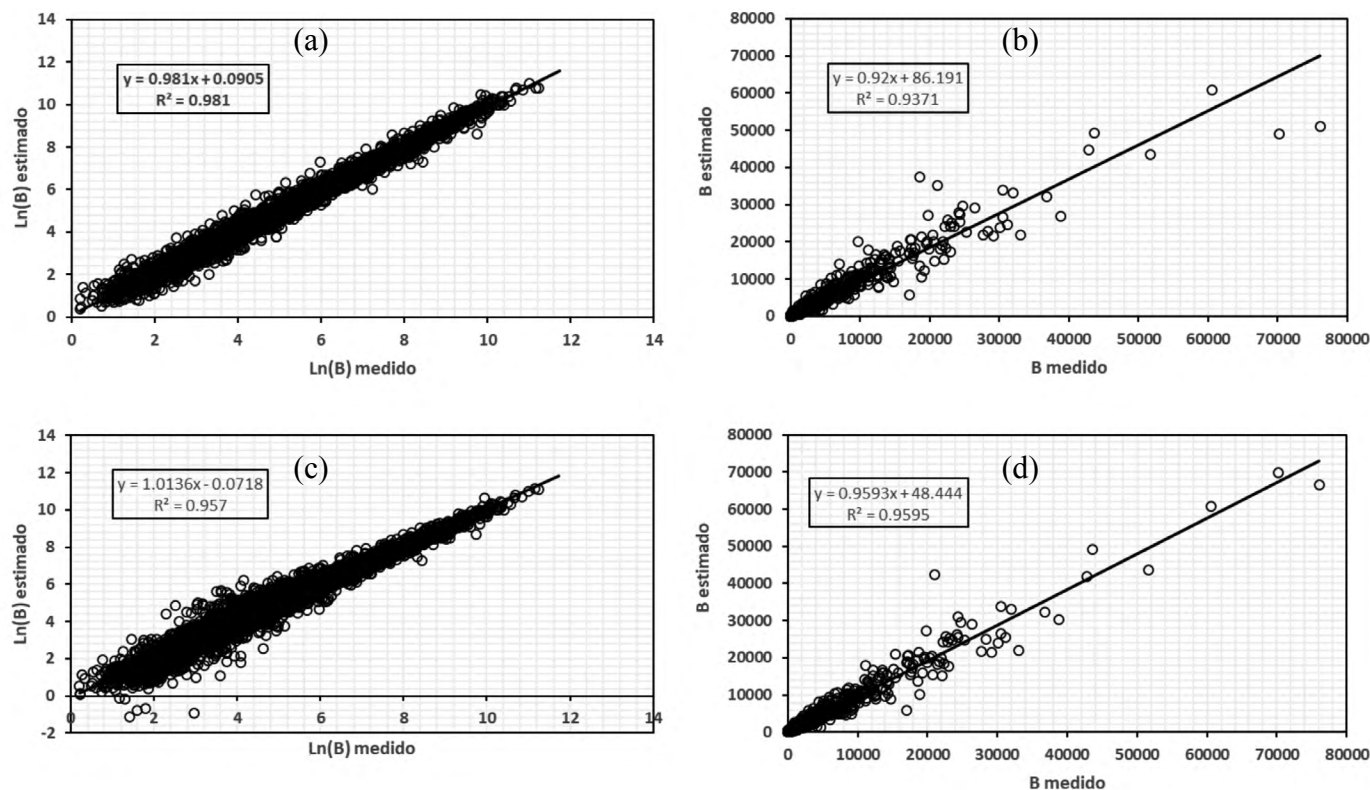 (a)
y = 0.981x + 0.0905
R² = 0.981
Ln(B) estimado
14
12
10
8
6
4
2
0
0 2 4 6 8 10 12 14
Ln(B) medido
(b)
y = 0.92x + 86.191
R² = 0.9371
B estimado
80000
70000
60000
50000
40000
30000
20000
10000
0
0 10000 20000 30000 40000 50000 60000 70000 80000
B medido
(c)
y = 1.0136x - 0.0718
R² = 0.957
Ln(B) estimado
14
12
10
8
6
4
2
0
-2
0 2 4 6 8 10 12 14
Ln(B) medido
(d)
y = 0.9593x + 48.444
R² = 0.9595
B estimado
80000
70000
60000
50000
40000
30000
20000
10000
0
0 10000 20000 30000 40000 50000 60000 70000 80000
B medido